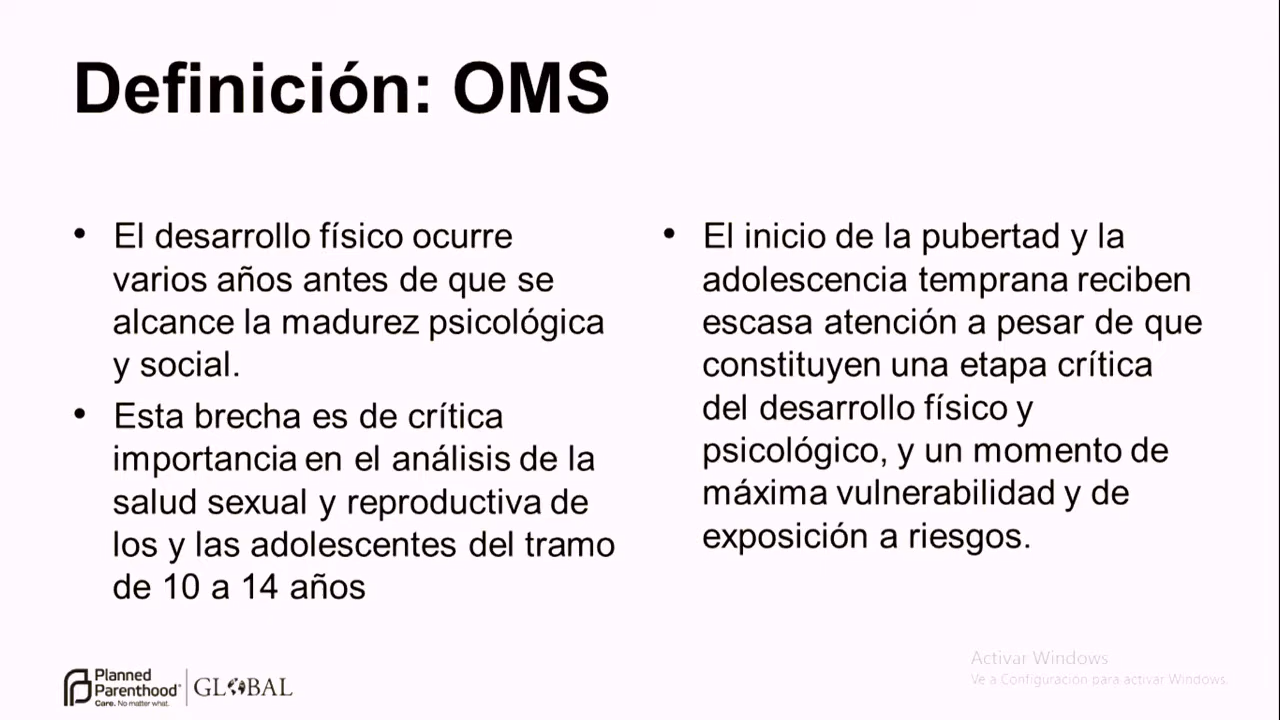 Definición: OMS
• El desarrollo físico ocurre
varios años antes de que se
alcance la madurez psicológica
y social.
• Esta brecha es de crítica
importancia en el análisis de la
salud sexual y reproductiva de
los y las adolescentes del tramo
de 10 a 14 años
• El inicio de la pubertad y la
adolescencia temprana reciben
escasa atención a pesar de que
constituyen una etapa crítica
del desarrollo físico y
psicológico, y un momento de
máxima vulnerabilidad y de
exposición a riesgos.
Planned
Parenthood®
Care. No matter what.
GLOBAL
Activar Windows
Ve a Configuración para activar Windows.